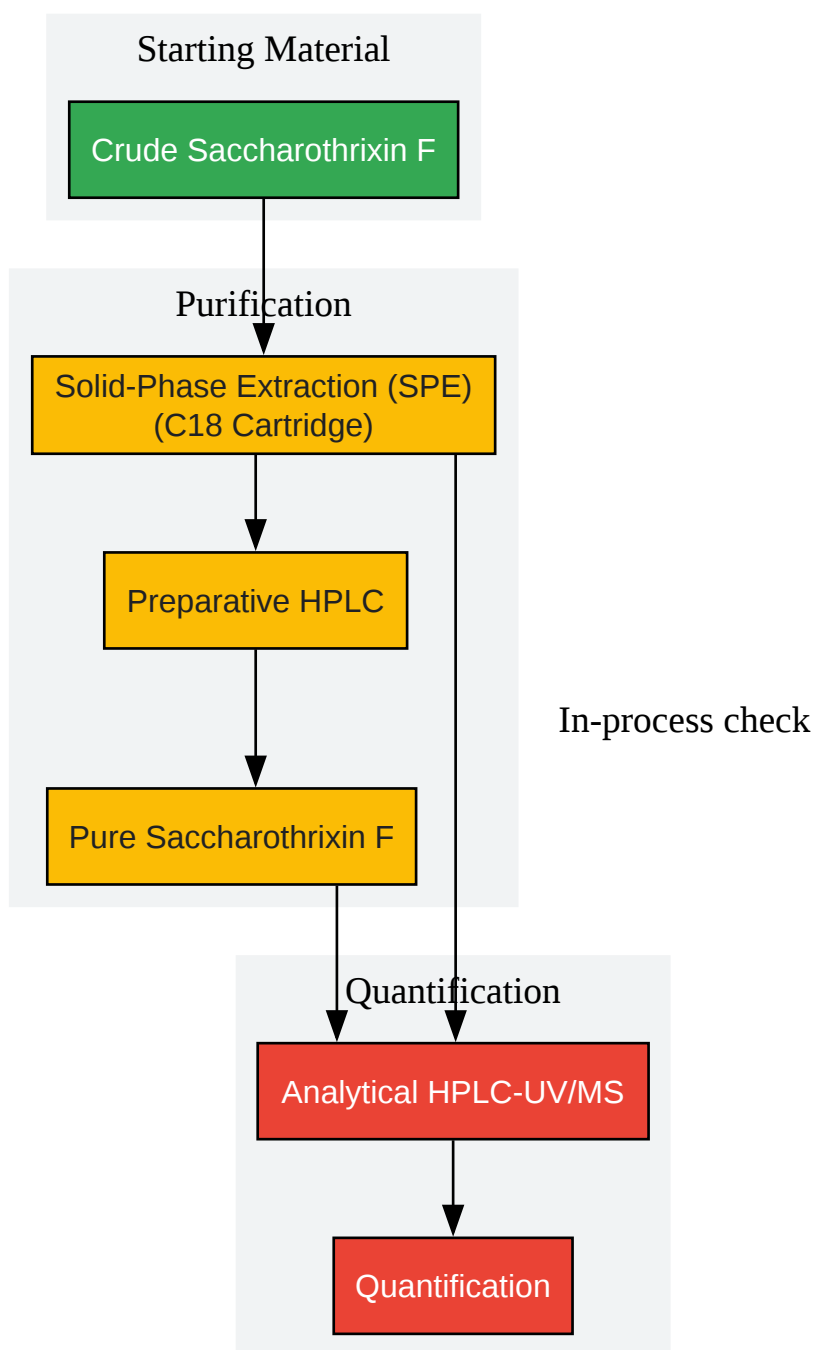 Starting Material
Crude Saccharothrixin F
Purification
Solid-Phase Extraction (SPE)
(C18 Cartridge)
Preparative HPLC
In-process check
Pure Saccharothrixin F
Quantification
Analytical HPLC-UV/MS
Quantification